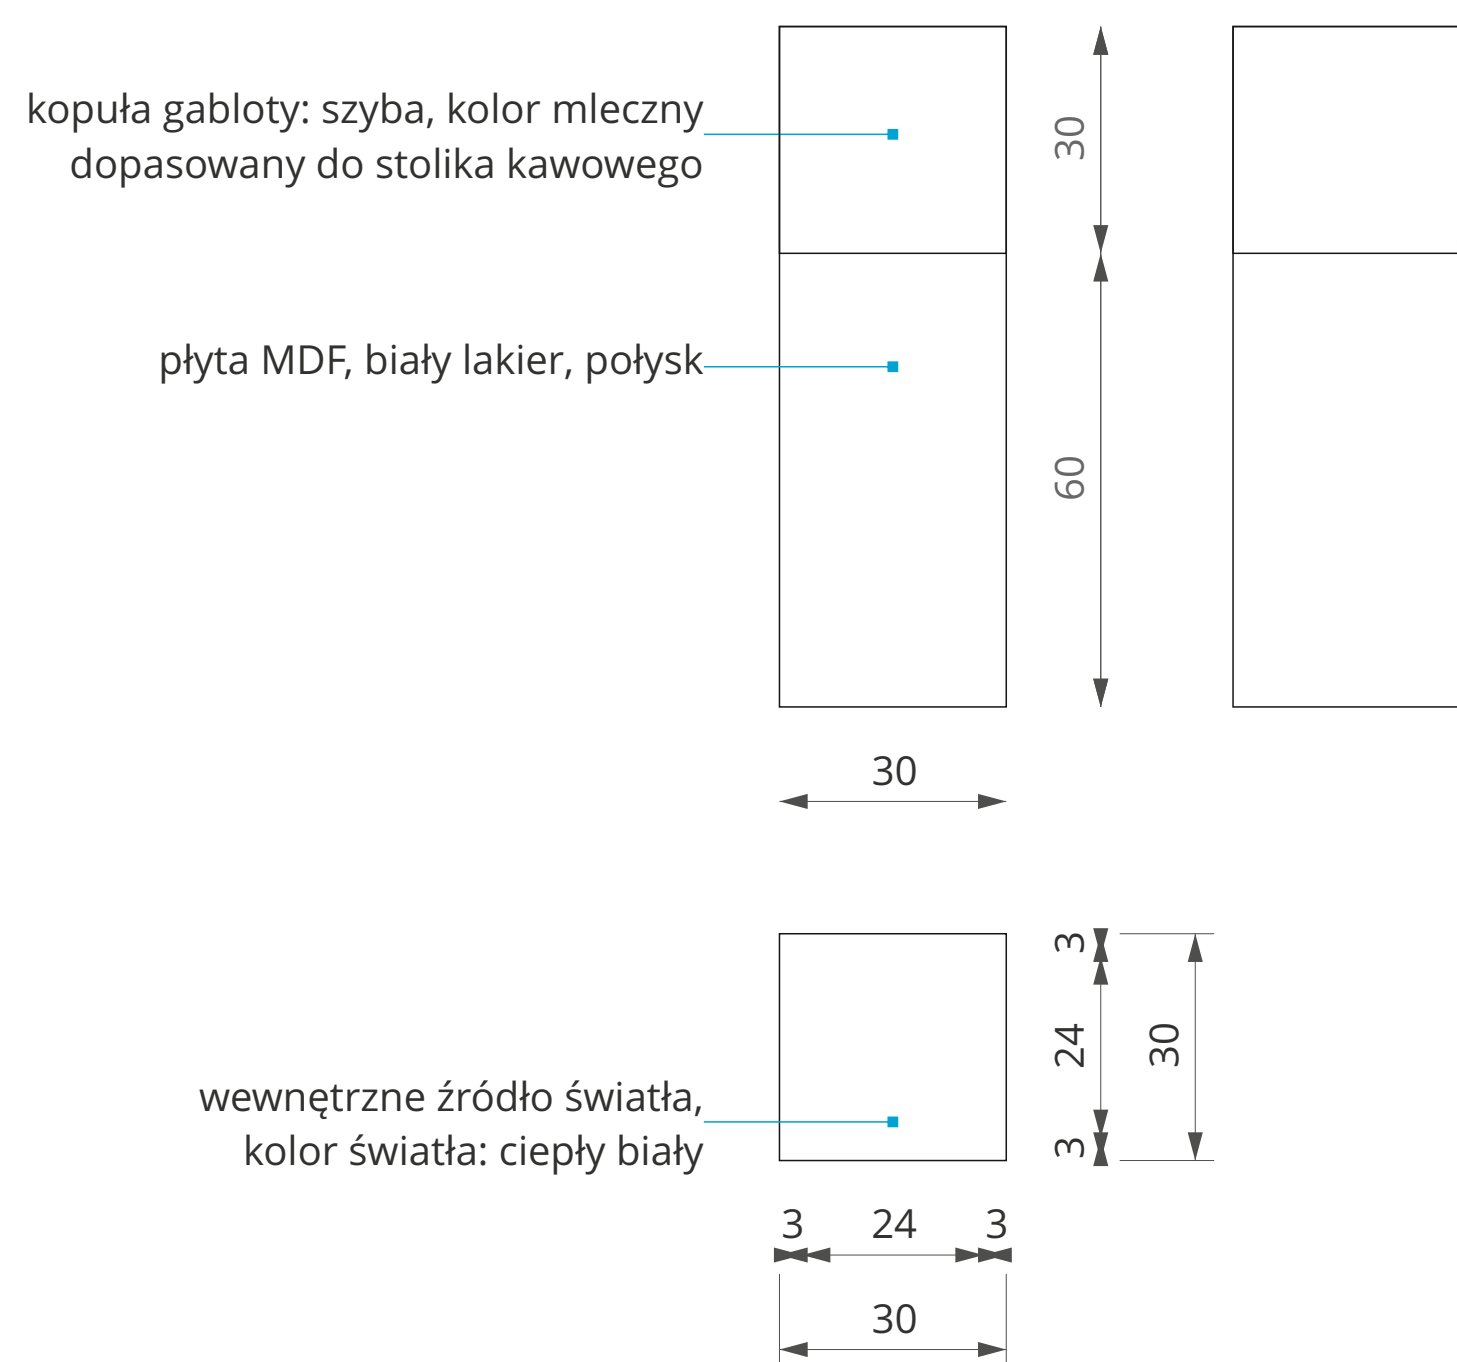 kopuła gabloty: szyba, kolor mleczny
dopasowany do stolika kawowego
30
płyta MDF, biały lakier, połysk
60
30
3
24
30
3
wewnętrzne źródło światła,
kolor światła: ciepły biały
3 24 3
30